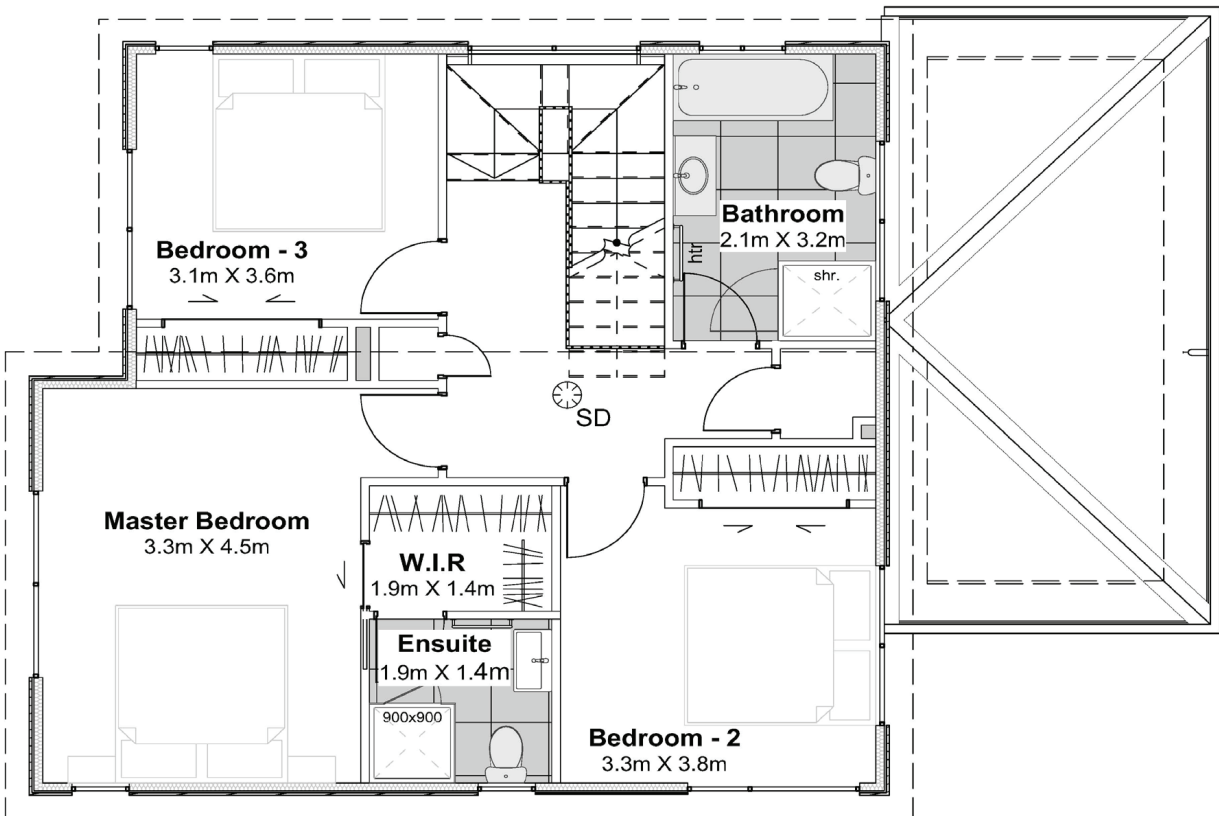 Bedroom - 3
3.1m X 3.6m
htr
Bathroom
2.1m X 3.2m
shr.
SD
Master Bedroom
3.3m X 4.5m
W.I.R
1.9m X 1.4m
Ensuite
1.9m X 1.4m
900x900
Bedroom - 2
3.3m X 3.8m